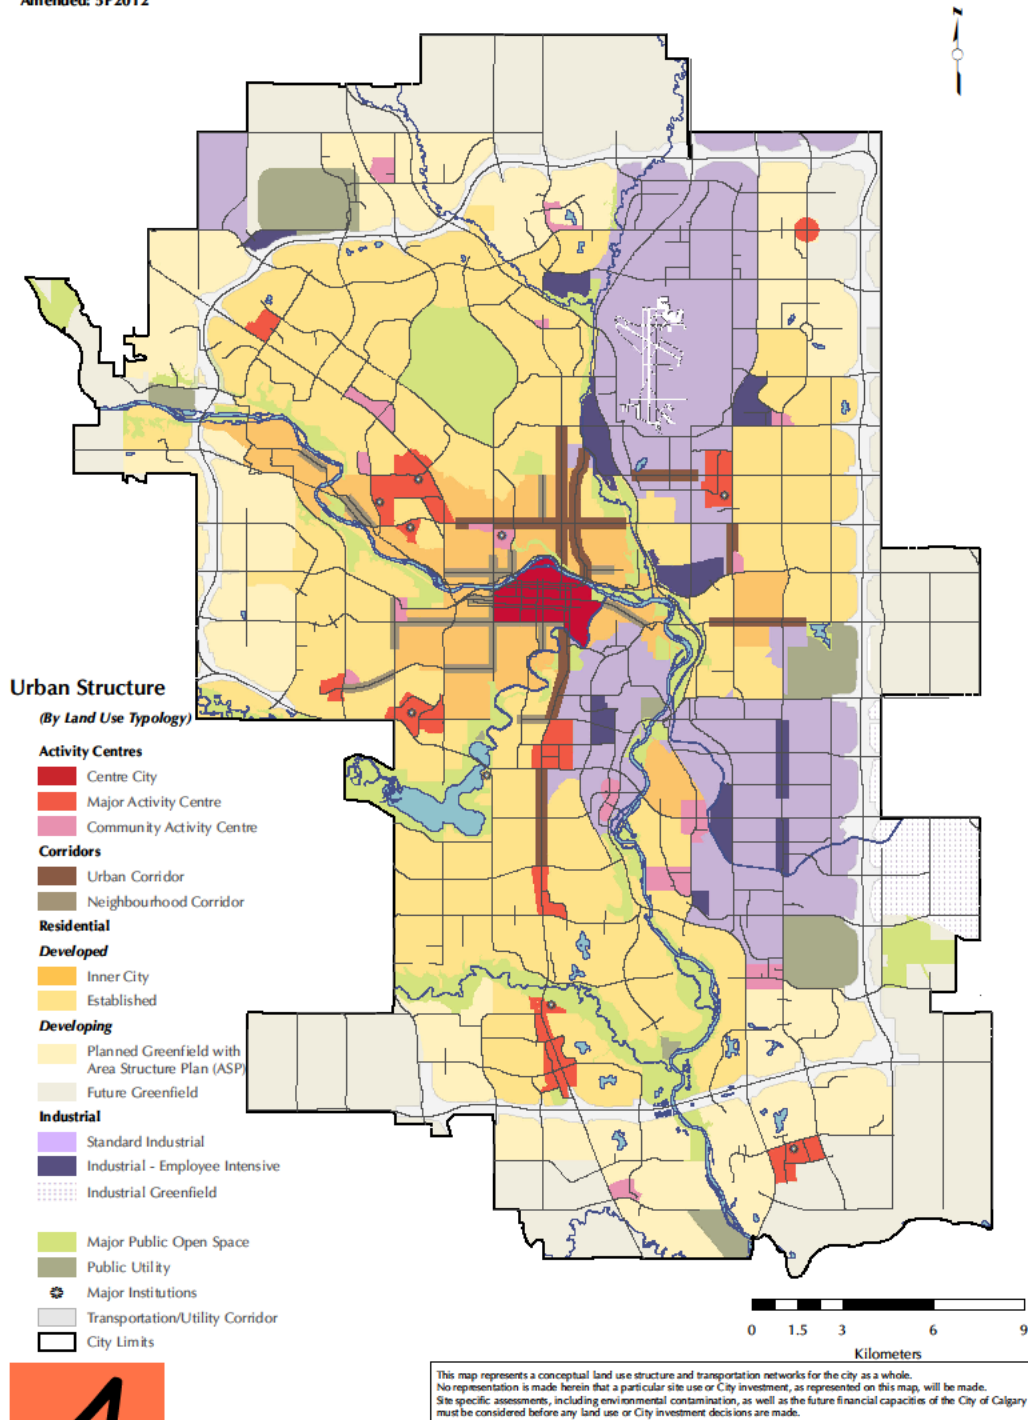 Amended: 5P2012
N
Urban Structure
(By Land Use Typology)
Activity Centres
Centre City
Major Activity Centre
Community Activity Centre
Corridors
Urban Corridor
Neighbourhood Corridor
Residential
Developed
Inner City
Established
Developing
Planned Greenfield with
Area Structure Plan (ASP)
Future Greenfield
Industrial
Standard Industrial
Industrial - Employee Intensive
Industrial Greenfield
Major Public Open Space
Public Utility
Major Institutions
Transportation/Utility Corridor
City Limits
0 1.5 3 6 9
Kilometers
This map represents a conceptual land use structure and transportation networks for the city as a whole.
No representation is made herein that a particular site use or City investment, as represented on this map, will be made.
Site specific assessments, including environmental contamination, as well as the future financial capacities of the City of Calgary
must be considered before any land use or City investment decisions are made.